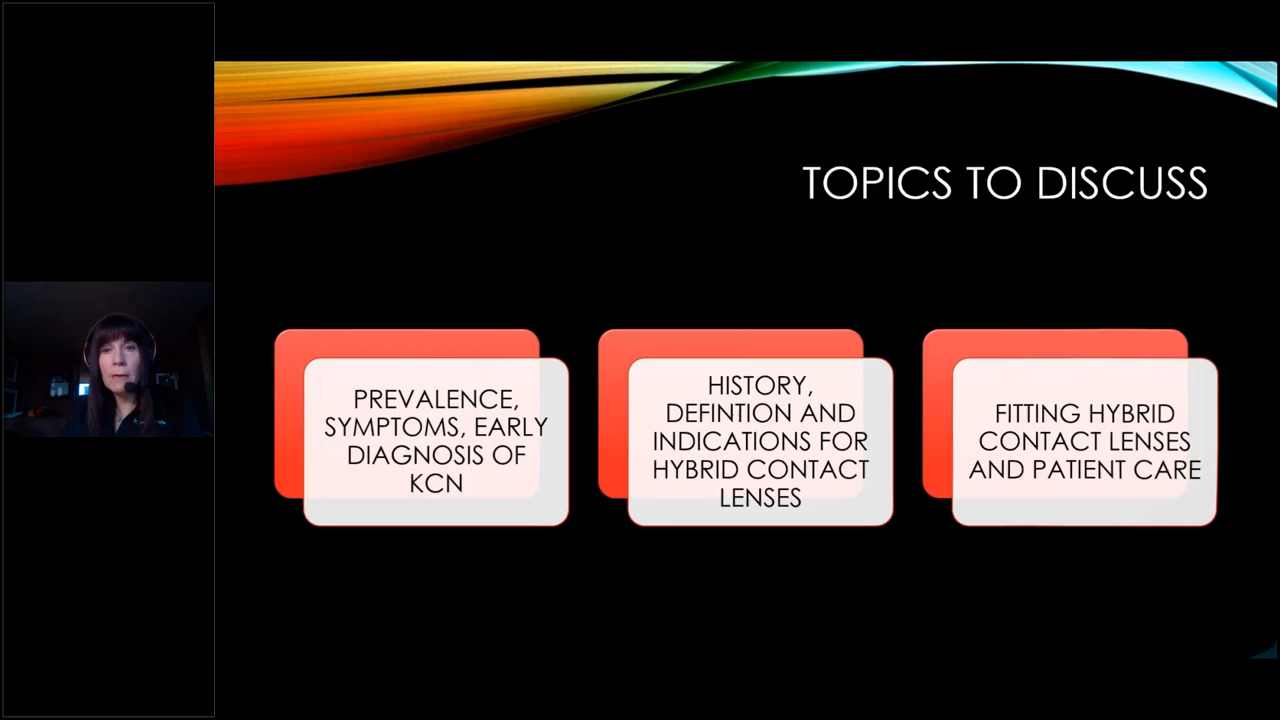 TOPICS TO DISCUSS
PREVALENCE,
SYMPTOMS, EARLY
DIAGNOSIS OF
KCN
HISTORY,
DEFINTION AND
INDICATIONS FOR
HYBRID CONTACT
LENSES
FITTING HYBRID
CONTACT LENSES
AND PATIENT CARE